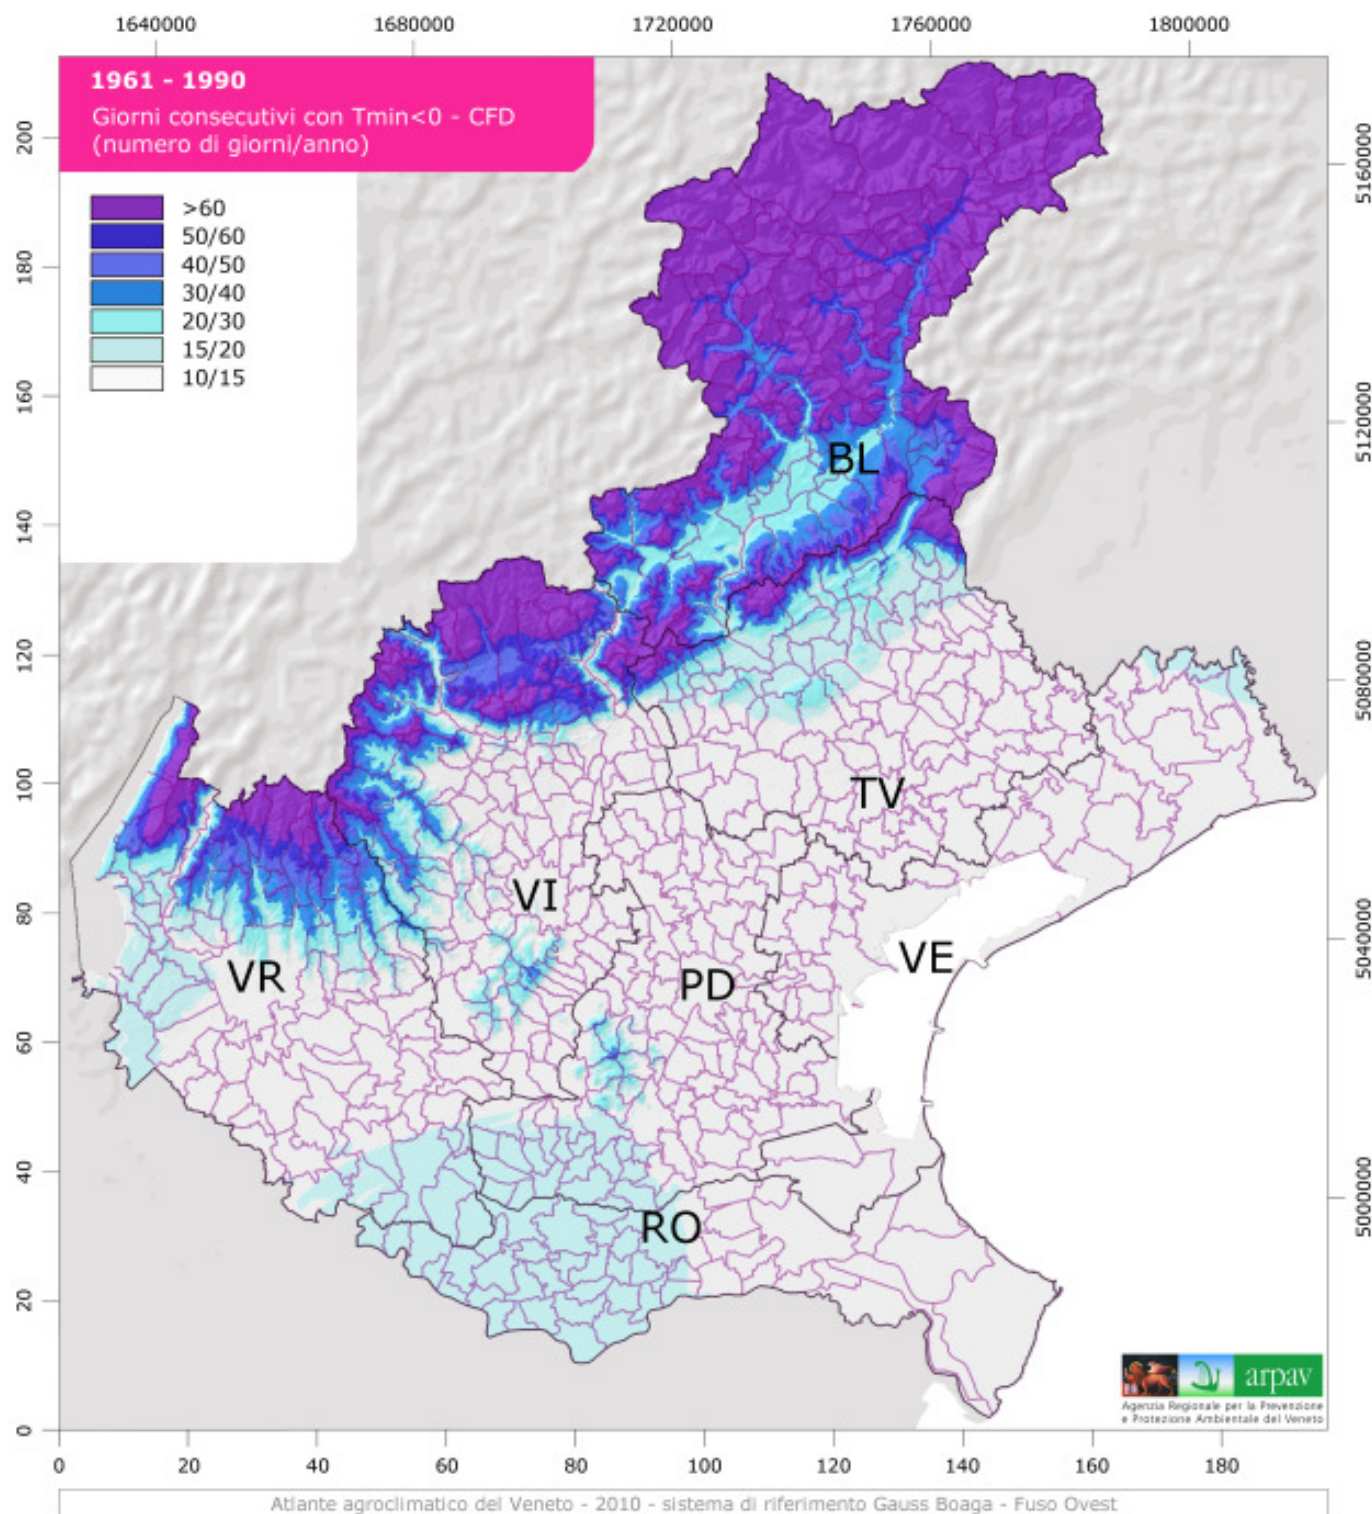 1640000 1680000 1720000 1760000 1800000
1961 - 1990
Giorni consecutivi con Tmin<0 - CFD
(numero di giorni/anno)
>60
50/60
40/50
30/40
20/30
15/20
10/15
200
180
160
140
120
100
80
60
40
20
0
5160000
5120000
5080000
5040000
5000000
BL
TV
VI
VE
VR
PD
RO
arpav
Agenzia Regionale per la Prevenzione
e Protezione Ambientale del Veneto
0 20 40 60 80 100 120 140 160 180
Atlante agroclimatico del Veneto - 2010 - sistema di riferimento Gauss Boaga - Fuso Ovest